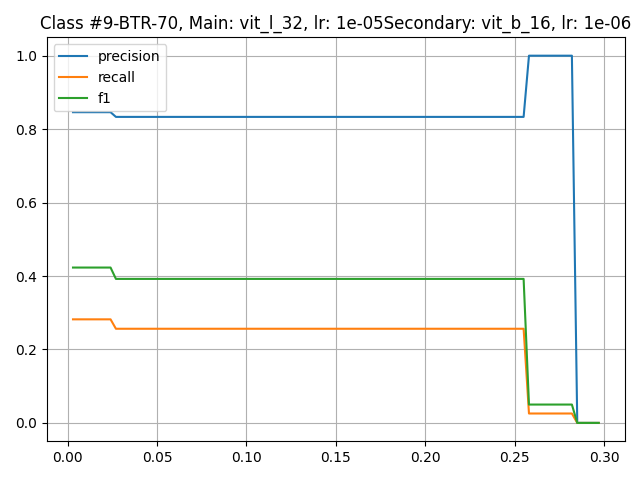 Class #9-BTR-70, Main: vit_l_32, lr: 1e-05Secondary: vit_b_16, lr: 1e-06
precision
recall
f1
1.0
0.8
0.6
0.4
0.2
0.0
0.00 0.05 0.10 0.15 0.20 0.25 0.30